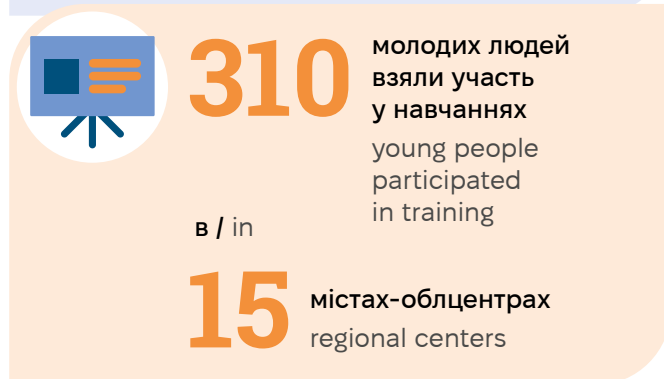 310
молодих людей
взяли участь
у навчаннях
young people
participated
in training
в / in
15
містах-облцентрах
regional centers